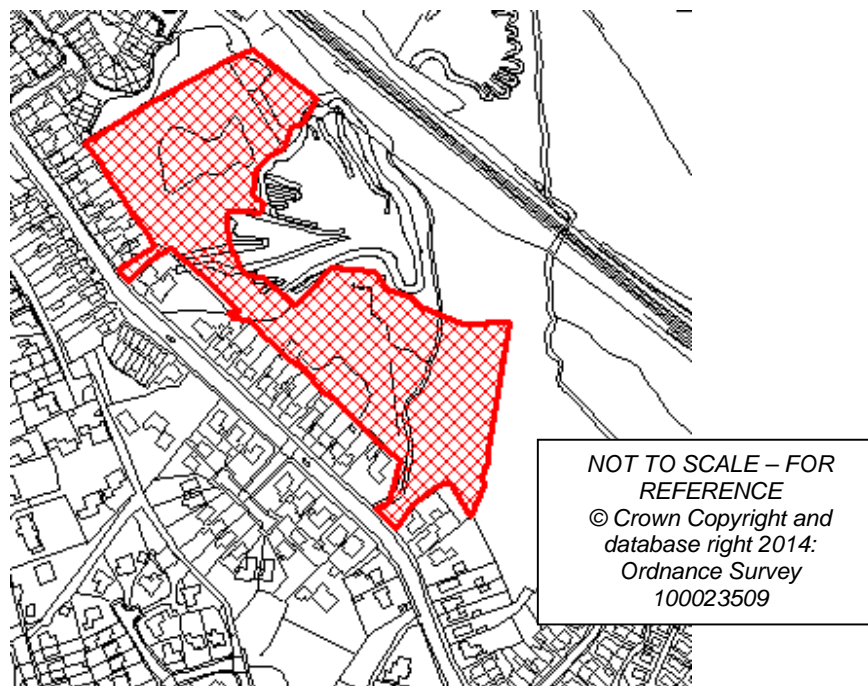 NOT TO SCALE – FOR
REFERENCE
© Crown Copyright and
database right 2014:
Ordnance Survey
100023509